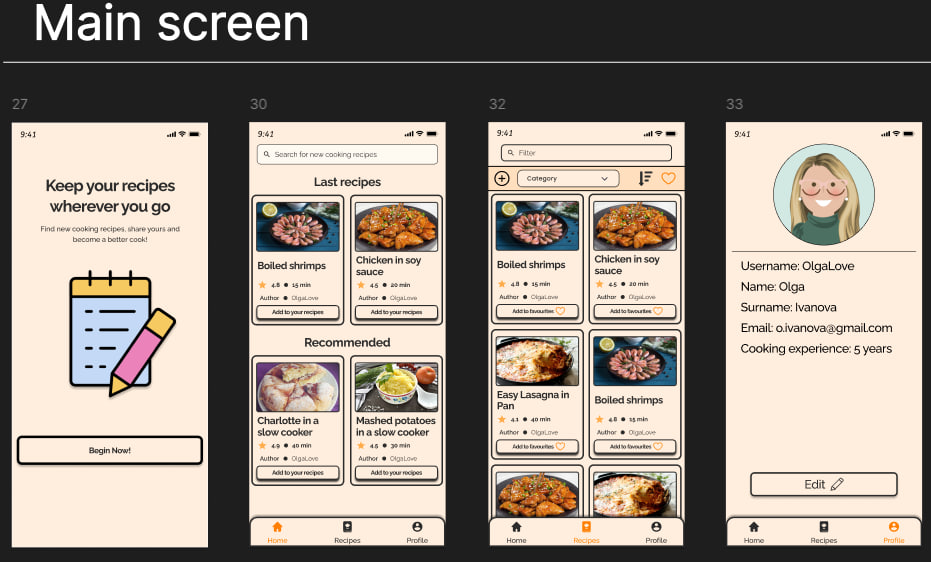 Main screen
27
9:41
Keep your recipes
wherever you go
Find new cooking recipes, share yours and
become a better cook!
Begin Now!
30
9:41
Search for new cooking recipes
Last recipes
Boiled shrimps
4.8 ● 15 min
Author ● OlgaLove
Add to your recipes
Chicken in soy
sauce
4.5 ● 20 min
Author ● OlgaLove
Add to your recipes
Recommended
Charlotte in a
slow cooker
4.9 ● 40 min
Author ● OlgaLove
Add to your recipes
Mashed potatoes
in a slow cooker
4.6 ● 30 min
Author ● OlgaLove
Add to your recipes
Home Recipes Profile
32
9:41
Filter
Category
Boiled shrimps
4.8 ● 15 min
Author ● OlgaLove
Add to favourites
Chicken in soy
sauce
4.5 ● 20 min
Author ● OlgaLove
Add to favourites
Easy Lasagna in
Pan
4.1 ● 40 min
Author ● OlgaLove
Add to favourites
Boiled shrimps
4.8 ● 15 min
Author ● OlgaLove
Add to favourites
Home Recipes Profile
33
9:41
Username: OlgaLove
Name: Olga
Surname: Ivanova
Email: o.ivanova@gmail.com
Cooking experience: 5 years
Edit
Home Recipes Profile